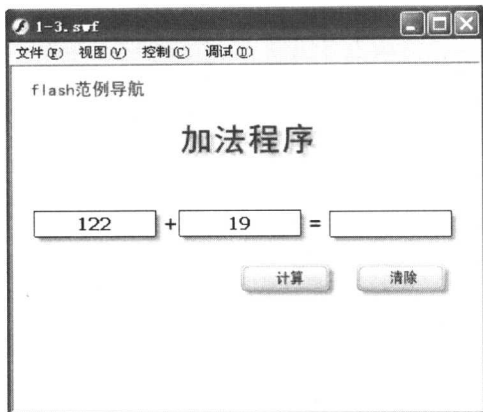 1-3.swf
文件(F) 视图(V) 控制(C) 调试(D)
flash范例导航
加法程序
122 + 19 =
计算 清除